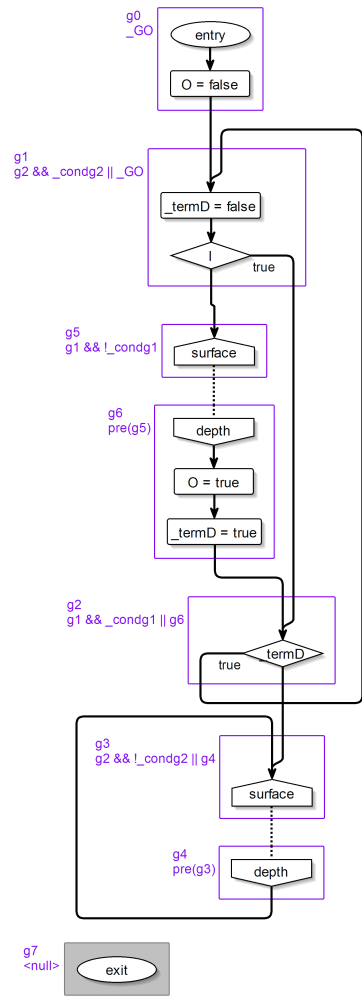 g0
_GO
entry
O = false
g1
g2 && _condg2 || _GO
_termD = false
I
true
g5
g1 && !_condg1
surface
g6
pre(g5)
depth
O = true
_termD = true
g2
g1 && _condg1 || g6
_termD
true
g3
g2 && !_condg2 || g4
surface
g4
pre(g3)
depth
g7
<null>
exit